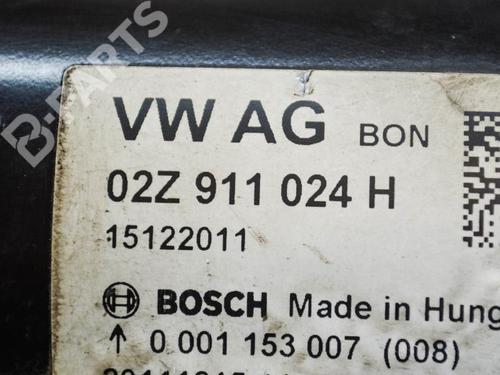 B-PARTS
VW AG BON
02Z 911 024 H
15122011
BOSCH Made in Hung
↑ 0 001 153 007 (008)